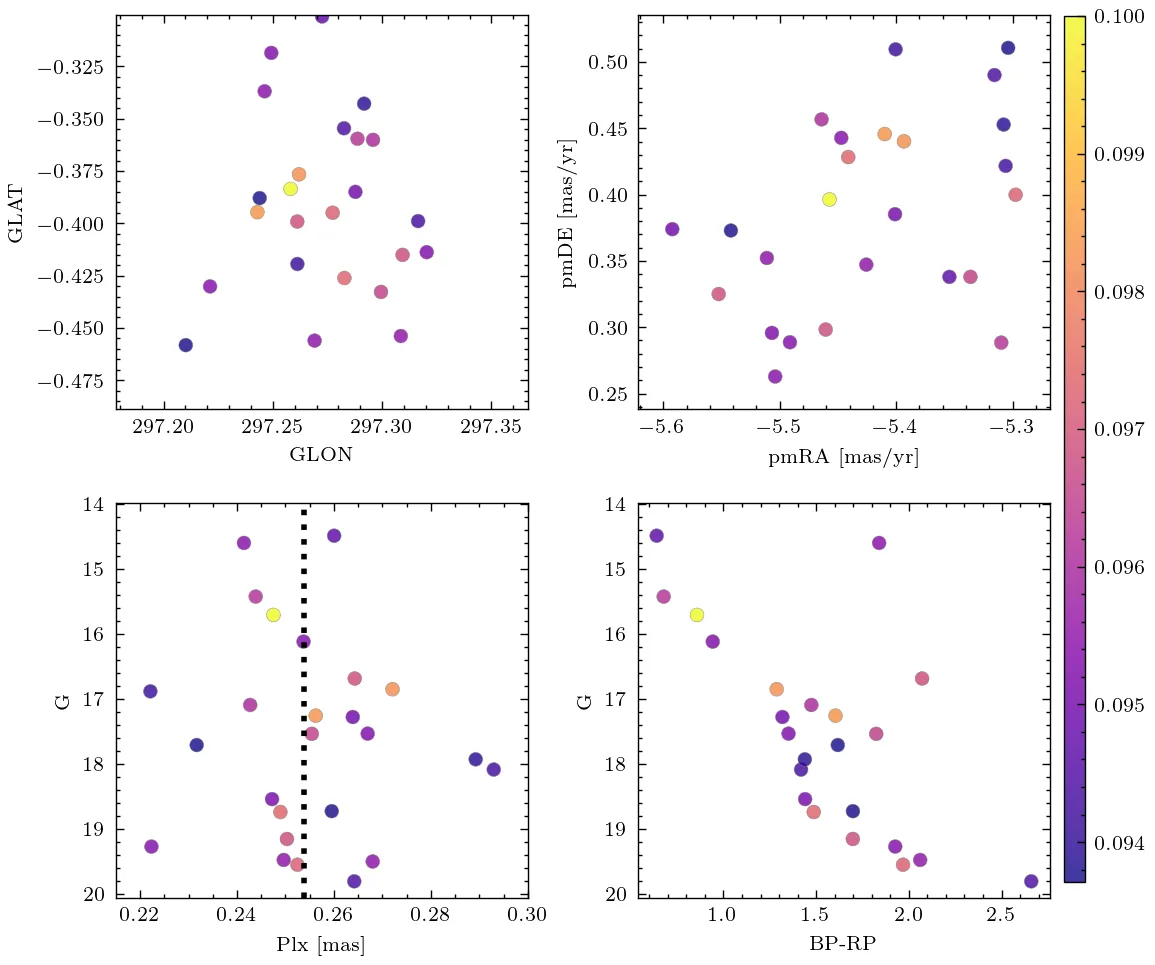 −0.325
−0.350
−0.375
−0.400
−0.425
−0.450
−0.475
GLAT
297.20 297.25 297.30 297.35
GLON
0.50
0.45
0.40
0.35
0.30
0.25
pmDE [mas/yr]
−5.6 −5.5 −5.4 −5.3
pmRA [mas/yr]
14
15
16
17
18
19
20
G
0.22 0.24 0.26 0.28 0.30
Plx [mas]
14
15
16
17
18
19
20
G
1.0 1.5 2.0 2.5
BP-RP
0.100
0.099
0.098
0.097
0.096
0.095
0.094